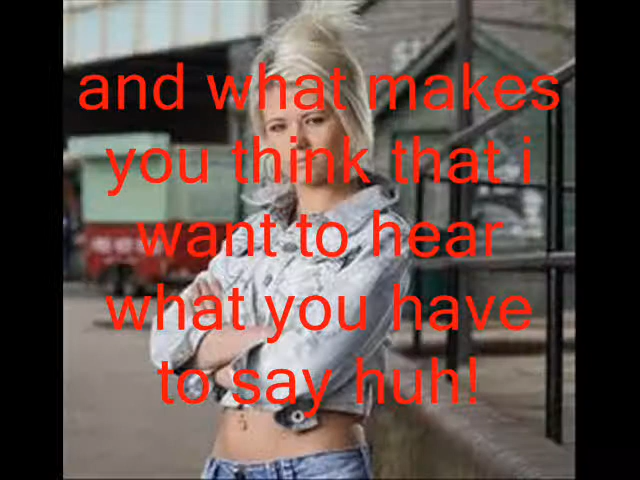 and what makes
you think that i
want to hear
what you have
to say huh!